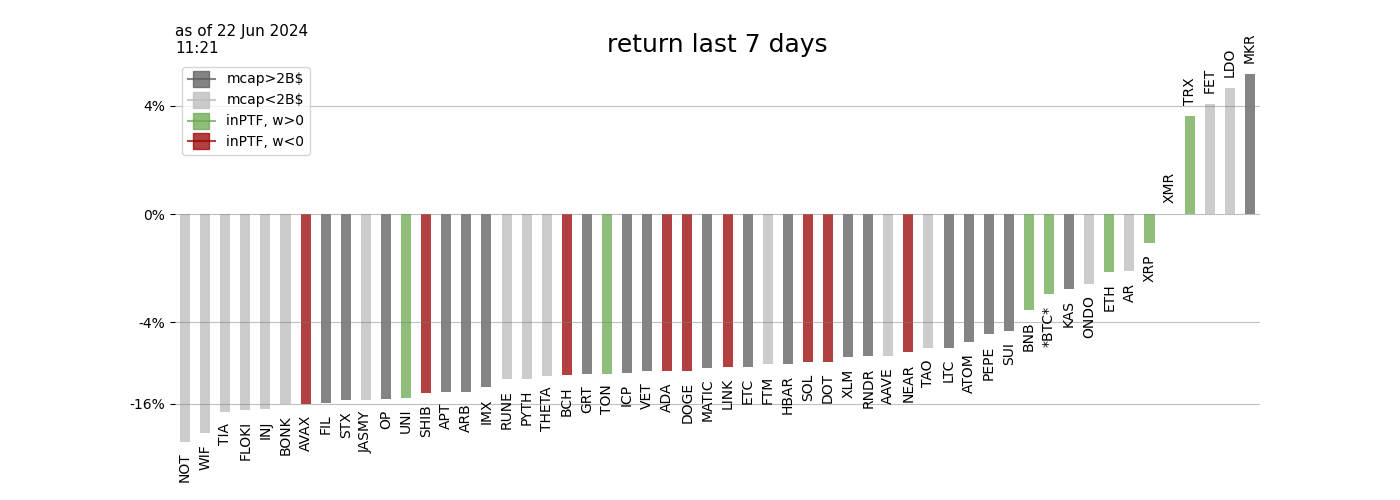 as of 22 Jun 2024
11:21
return last 7 days
mcap>2B$
mcap<2B$
inPTF, w>0
inPTF, w<0
4%
0%
-4%
-16%
NOT
WIF
TIA
FLOKI
INJ
BONK
AVAX
FIL
STX
JASMY
OP
UNI
SHIB
APT
ARB
IMX
RUNE
PYTH
THETA
BCH
GRT
TON
ICP
VET
ADA
DOGE
MATIC
LINK
ETC
FTM
HBAR
SOL
DOT
XLM
RNDR
AAVE
NEAR
TAO
LTC
ATOM
PEPE
SUI
BNB
*BTC*
KAS
ONDO
ETH
AR
XRP
XMR
TRX
FET
LDO
MKR